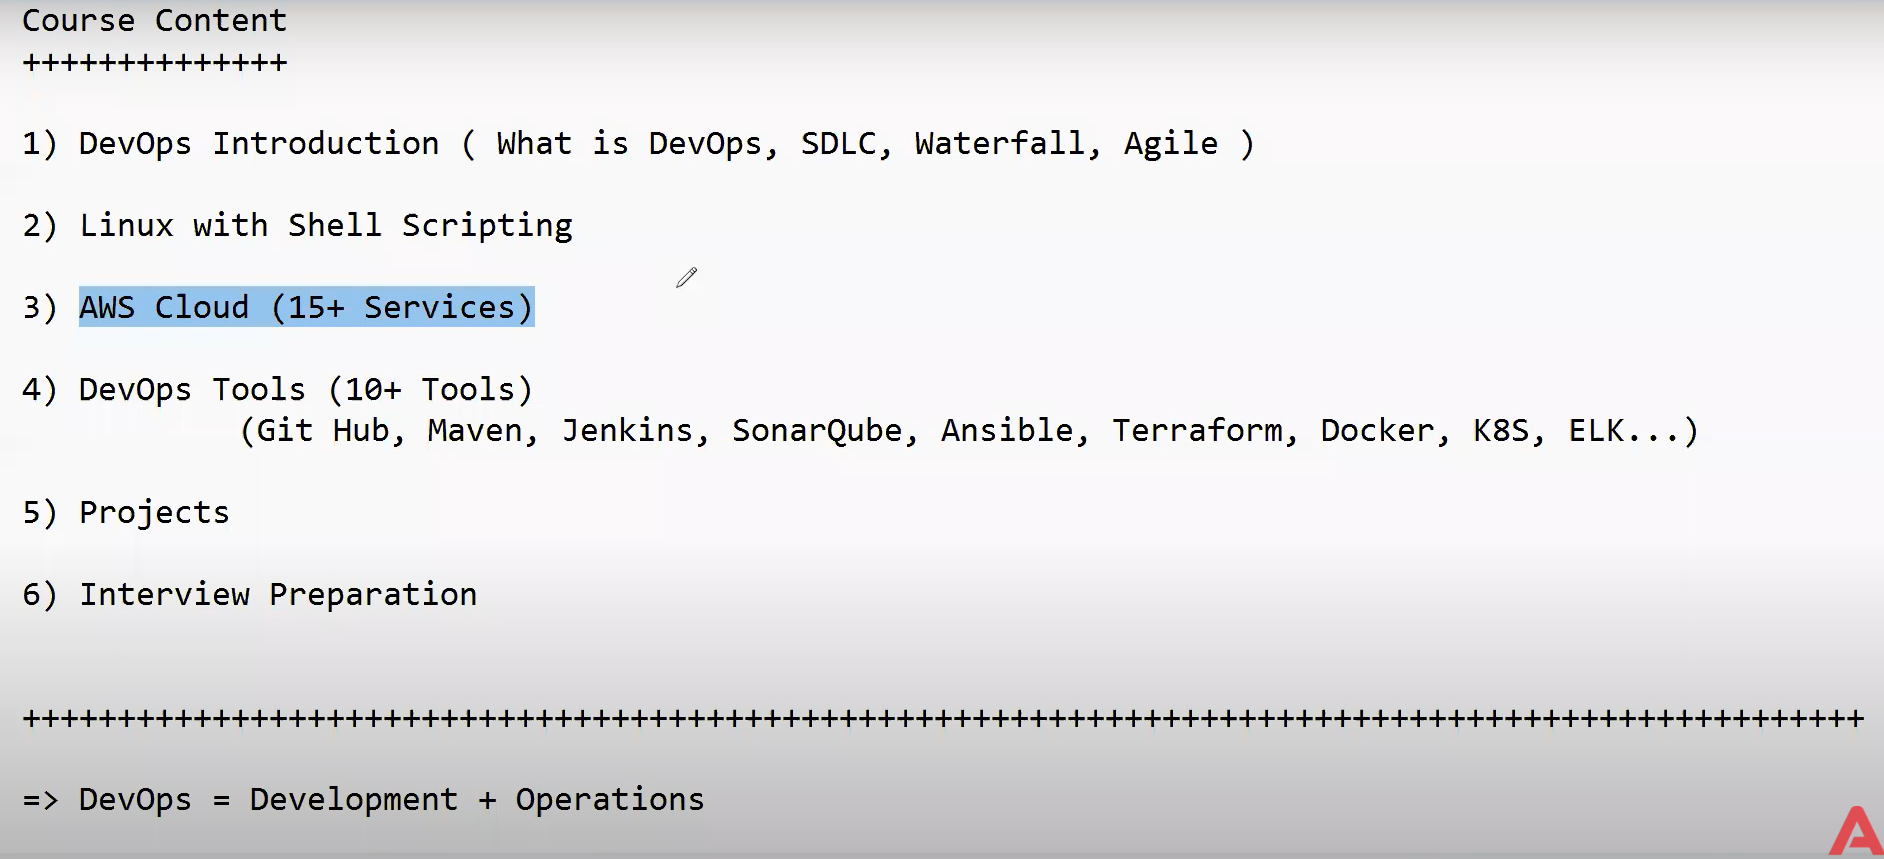 Course Content
++++++++++++++
1) DevOps Introduction ( What is DevOps, SDLC, Waterfall, Agile )
2) Linux with Shell Scripting
3) AWS Cloud (15+ Services)
4) DevOps Tools (10+ Tools)
(Git Hub, Maven, Jenkins, SonarQube, Ansible, Terraform, Docker, K8S, ELK...)
5) Projects
6) Interview Preparation
+++++++++++++++++++++++++++++++++++++++++++++++++++++++++++++++++++++++++++++++++++++++++++++++++
=> DevOps = Development + Operations
A